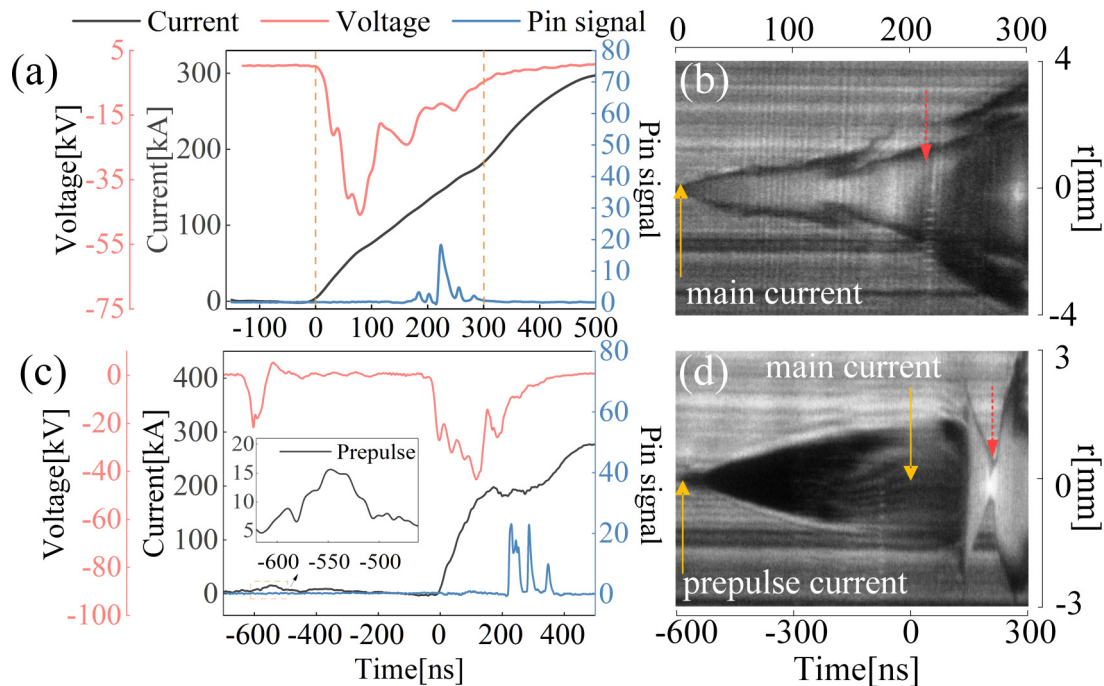 Current Voltage Pin signal
0 100 200 300
(a)
5
-15
-35
-55
-75
Voltage[kV]
300
200
100
0
Current[kA]
80
70
60
50
40
30
20
10
0
Pin signal
-100 0 100 200 300 400 500
(b)
main current
4
0
-4
r[mm]
(c)
0
-20
-40
-60
-80
-100
Voltage[kV]
400
300
200
100
0
Current[kA]
20
15
10
5
Prepulse
-600 -550 -500
80
60
40
20
0
Pin signal
-600 -400 -200 0 200 400
Time[ns]
(d)
main current
prepulse current
3
0
-3
r[mm]
-600 -300 0 300
Time[ns]